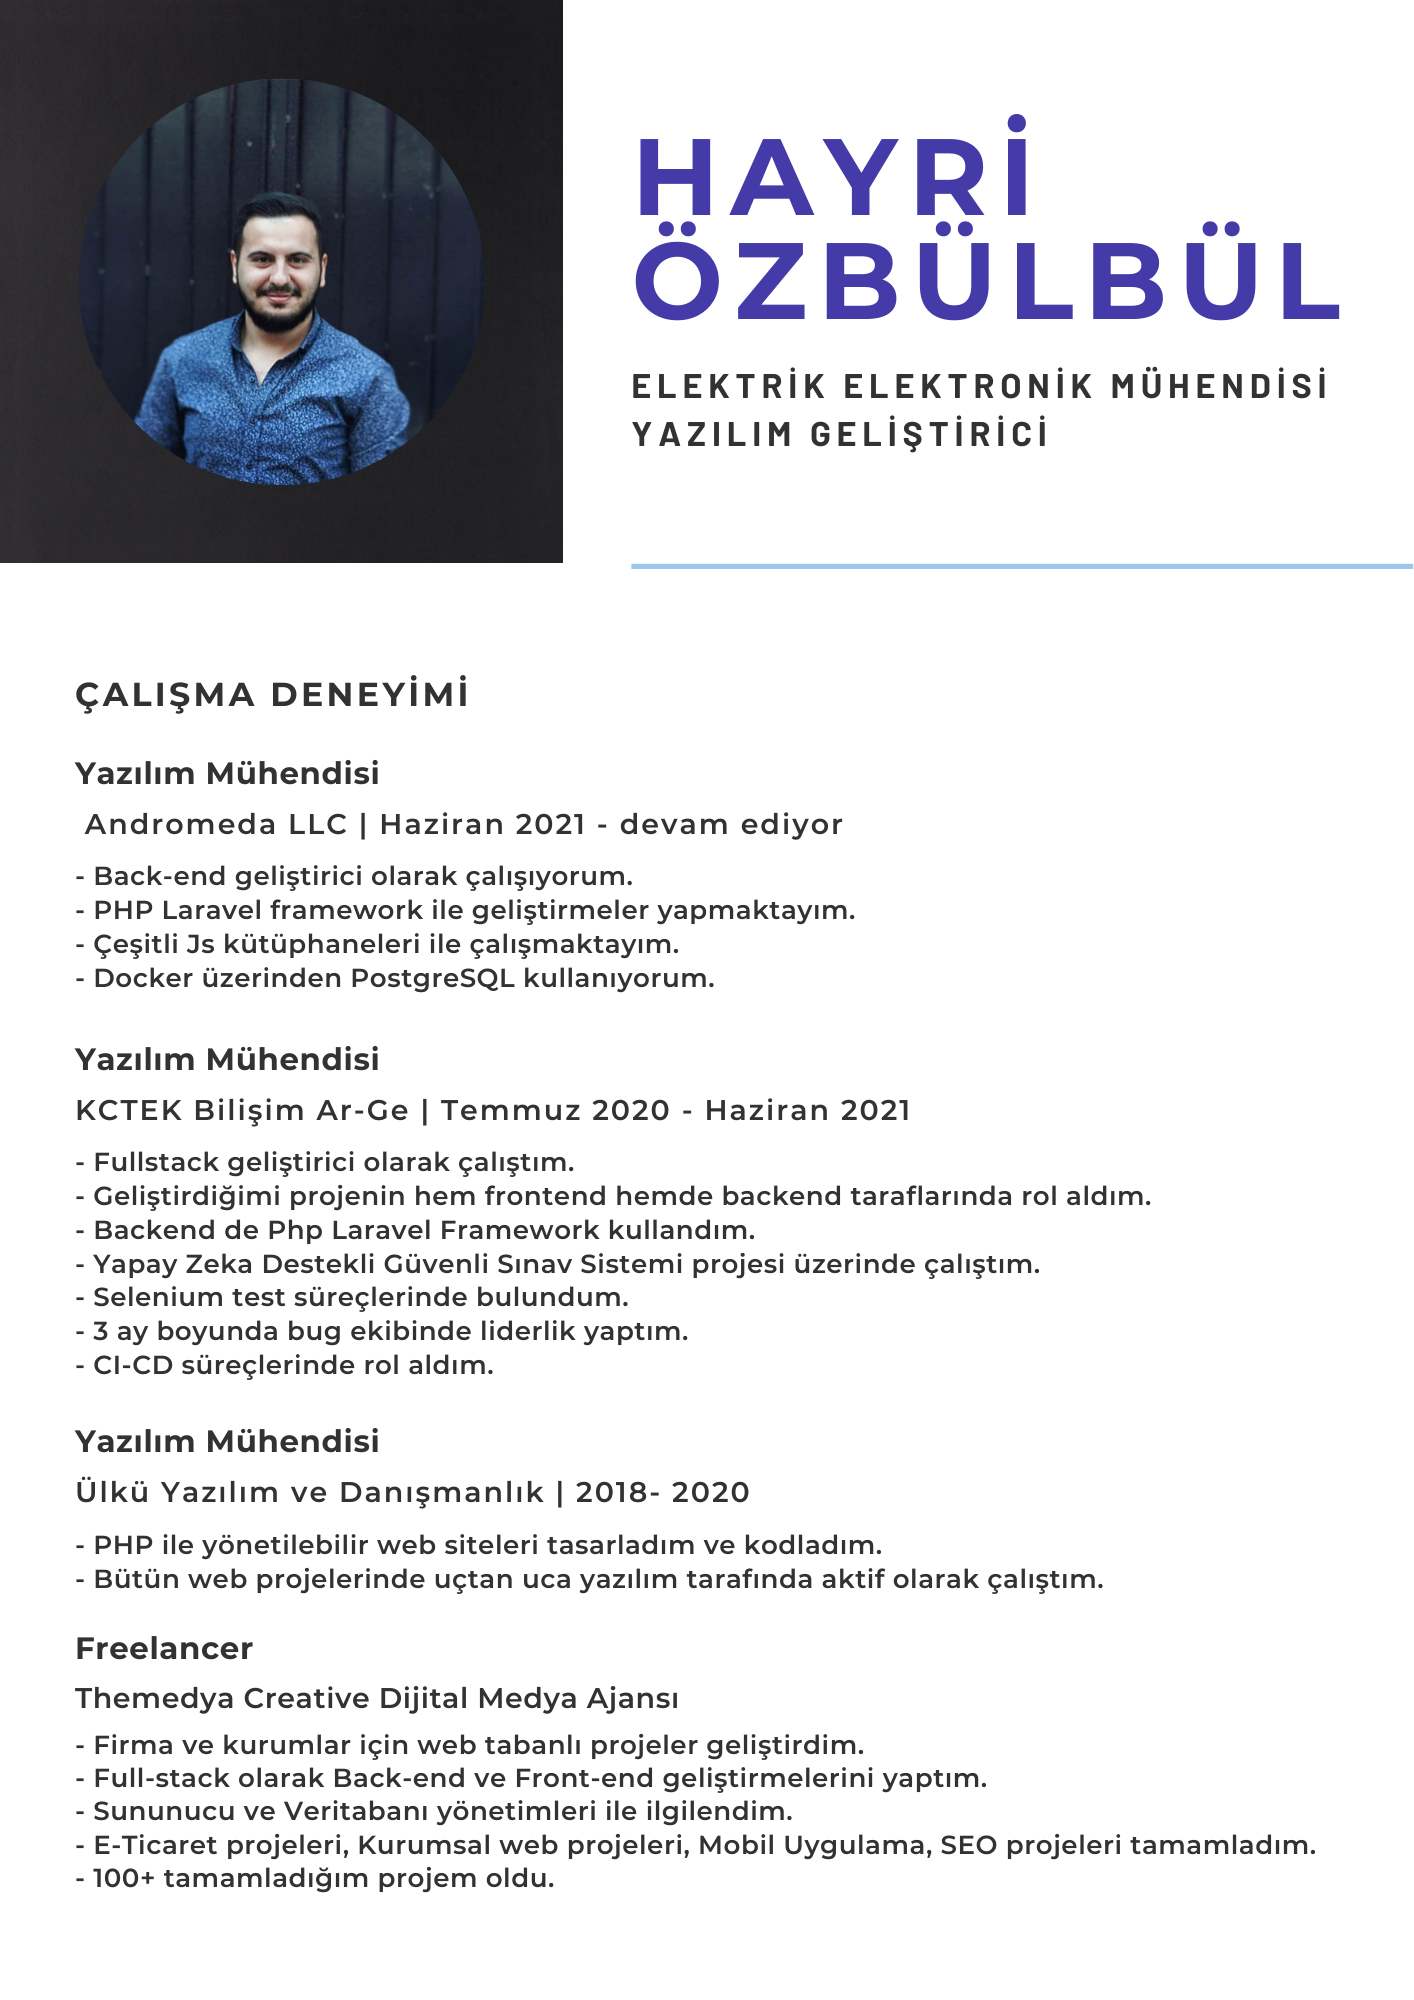 HAYRİ
ÖZBÜLBÜL
ELEKTRİK ELEKTRONİK MÜHENDİSİ
YAZILIM GELİŞTİRİCİ
ÇALIŞMA DENEYİMİ
Yazılım Mühendisi
Andromeda LLC | Haziran 2021 - devam ediyor
- Back-end geliştirici olarak çalışıyorum.
- PHP Laravel framework ile geliştirmeler yapmaktayım.
- Çeşitli Js kütüphaneleri ile çalışmaktayım.
- Docker üzerinden PostgreSQL kullanıyorum.
Yazılım Mühendisi
KCTEK Bilişim Ar-Ge | Temmuz 2020 - Haziran 2021
- Fullstack geliştirici olarak çalıştım.
- Geliştirdiğimi projenin hem frontend hemde backend taraflarında rol aldım.
- Backend de Php Laravel Framework kullandım.
- Yapay Zeka Destekli Güvenli Sınav Sistemi projesi üzerinde çalıştım.
- Selenium test süreçlerinde bulundum.
- 3 ay boyunda bug ekibinde liderlik yaptım.
- CI-CD süreçlerinde rol aldım.
Yazılım Mühendisi
Ülkü Yazılım ve Danışmanlık | 2018- 2020
- PHP ile yönetilebilir web siteleri tasarladım ve kodladım.
- Bütün web projelerinde uçtan uca yazılım tarafında aktif olarak çalıştım.
Freelancer
Themedya Creative Dijital Medya Ajansı
- Firma ve kurumlar için web tabanlı projeler geliştirdim.
- Full-stack olarak Back-end ve Front-end geliştirmelerini yaptım.
- Sununucu ve Veritabanı yönetimleri ile ilgilendim.
- E-Ticaret projeleri, Kurumsal web projeleri, Mobil Uygulama, SEO projeleri tamamladım.
- 100+ tamamladığım projem oldu.